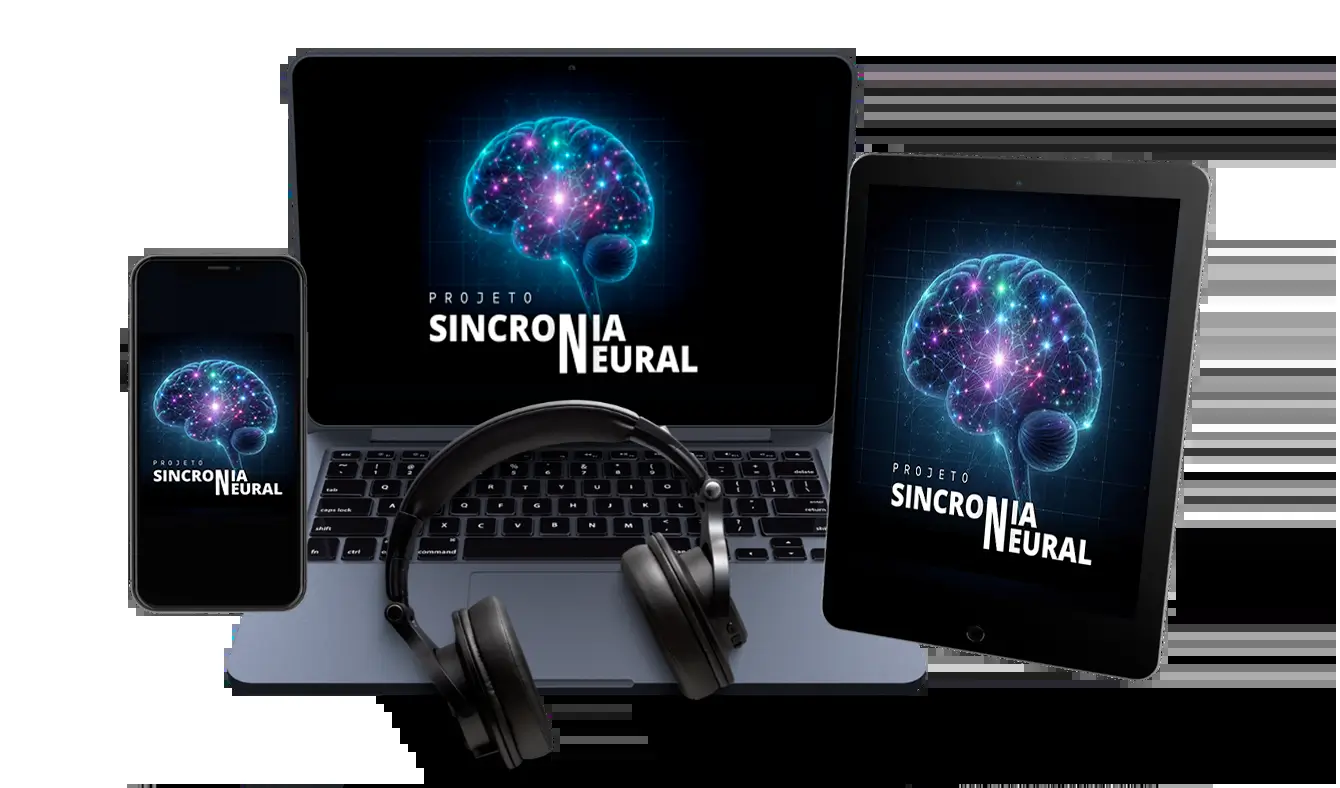 PROJETO
SINCRONIA
NEURAL
PROJETO
SINCRONIA
NEURAL
PROJETO
SINCRONIA
NEURAL
esc
delete
tab
Q
R
T
Y
U
I
O
P
caps lock
A
F
G
H
J
K
L
return
shift
X
C
V
B
N
M
fn
ctrl
command